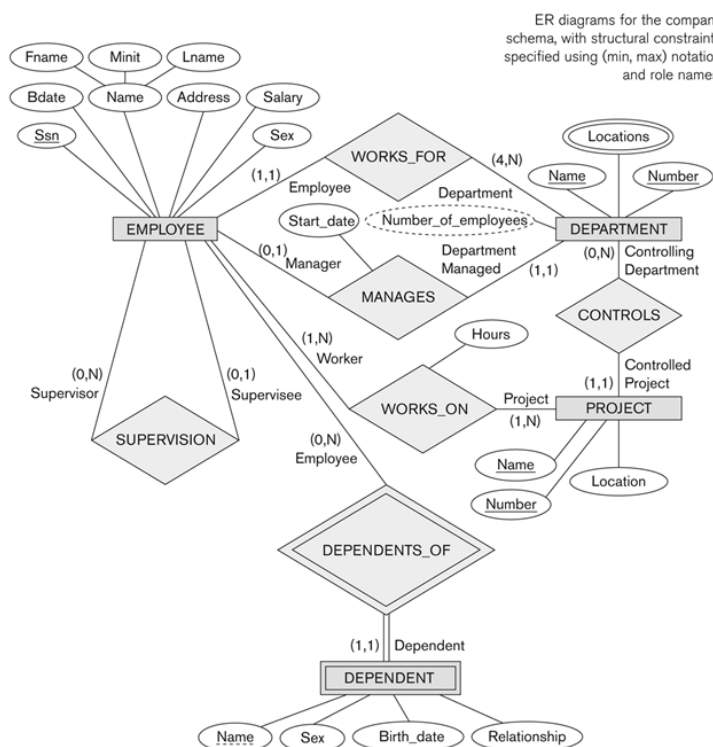 ER diagrams for the company
schema, with structural constraint
specified using (min, max) notatio
and role name
Fname
Minit
Lname
Bdate
Name
Address
Salary
Ssn
Sex
WORKS_FOR
(1,1)
Employee
(4,N)
Department
Locations
Name
Number
Start_date
Number_of_employees
EMPLOYEE
DEPARTMENT
(0,1)
Manager
MANAGES
Department
Managed
(1,1)
(0,N)
Controlling
Department
CONTROLS
(1,N)
Worker
Hours
(0,N)
Supervisor
(0,1)
Supervisee
SUPERVISION
WORKS_ON
Project
(1,N)
Controlled
Project
(1,1)
PROJECT
(0,N)
Employee
Name
Number
Location
DEPENDENTS_OF
(1,1)
Dependent
DEPENDENT
Name
Sex
Birth_date
Relationship